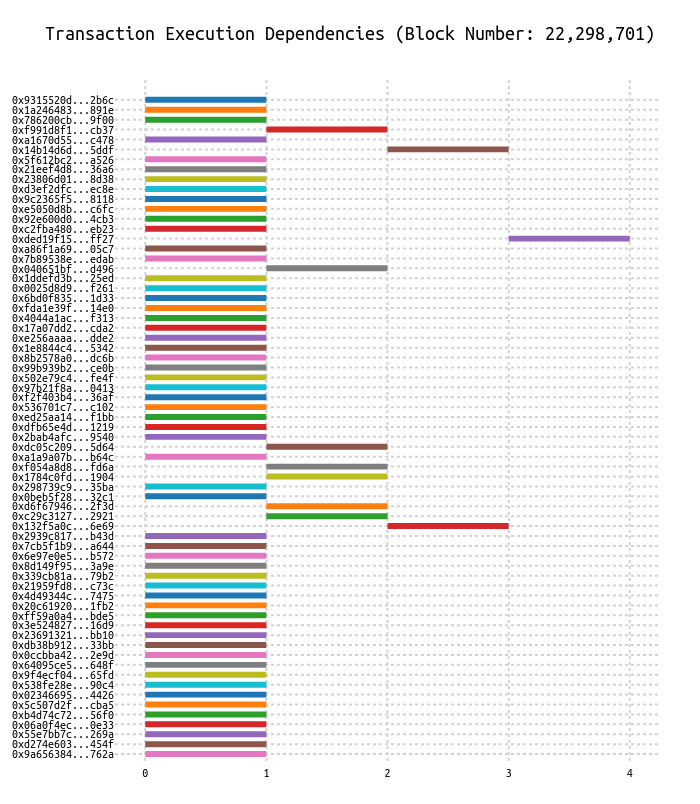 Transaction Execution Dependencies (Block Number: 22,298,701)
0x9315520d...2b6c
0x1a246483...891e
0x786200cb...9f00
0xf991d8f1...cb37
0xa1670d55...c478
0x14b14d6d...5ddf
0x5f612bc2...a526
0x21eef4d8...36a6
0x23806d01...8d38
0xd3ef2dfc...ec8e
0x9c2365f5...8118
0xe5050d8b...c6fc
0x92e600d0...4cb3
0xc2fba480...eb23
0xded19f15...ff27
0xa86f1a69...05c7
0x7b89538e...edab
0x040651bf...d496
0x1ddefd3b...25ed
0x0025d8d9...f261
0x6bd0f835...1d33
0xfda1e39f...14e0
0x4044a1ac...f313
0x17a07dd2...cda2
0xe256aaaa...dde2
0x1e8844c4...5342
0x8b2578a0...dc6b
0x99b939b2...ce0b
0x502e79c4...fe4f
0x97b21f8a...0413
0xf2f403b4...36af
0x536701c7...c102
0xed25aa14...f1bb
0xdfb65e4d...1219
0x2bab4afc...9540
0xdc05c209...5d64
0xa1a9a07b...b64c
0xf054a8d8...fd6a
0x1784c0fd...1904
0x298739c9...35ba
0x0beb5f28...32c1
0xd6f67946...2f3d
0xc29c3127...2921
0x132f5a0c...6e69
0x2939c817...b43d
0x7cb5f1b9...a644
0x6e97e0e5...b572
0x8d149f95...3a9e
0x339cb81a...79b2
0x21959fd8...c73c
0x4d49344c...7475
0x20c61920...1fb2
0xff59a0a4...bde5
0x3e524827...16d9
0x23691321...bb10
0xdb38b912...33bb
0x0ccbba42...2e9d
0x64095ce5...648f
0x9f4ecf04...65fd
0x538fe28e...90c4
0x02346695...4426
0x5c507d2f...cba5
0xb4d74c72...56f0
0x06a0f4ec...0e33
0x55e7bb7c...269a
0xd274e603...454f
0x9a656384...762a
0 1 2 3 4